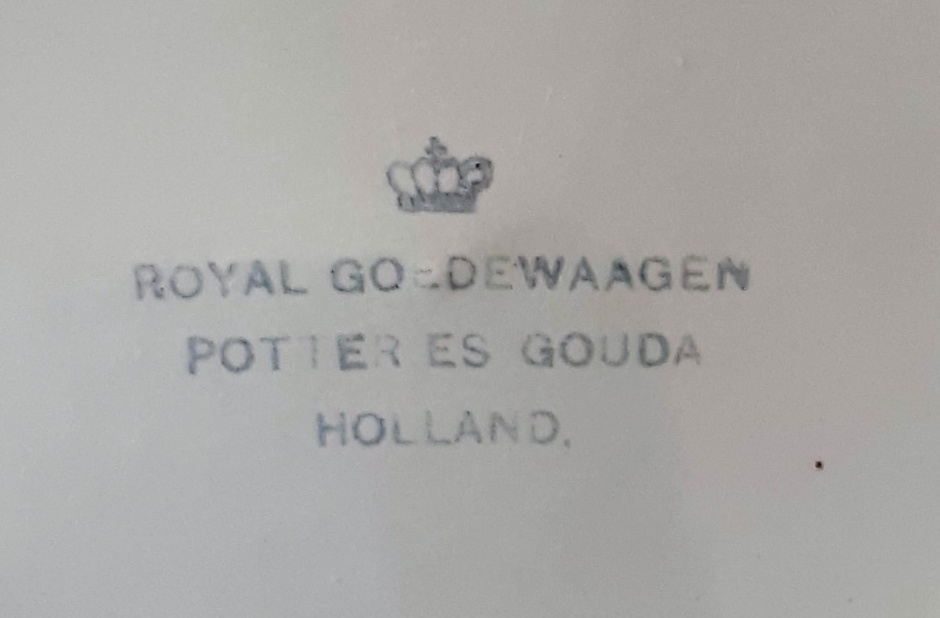 ROYAL GOEDEWAAGEN
POTTERIES GOUDA
HOLLAND.